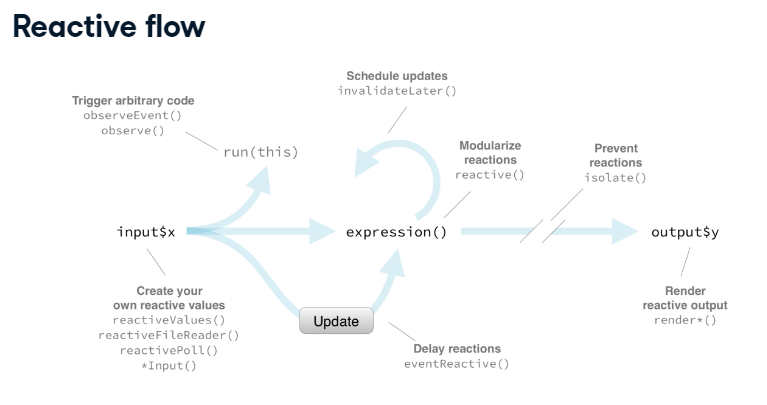 Reactive flow
Schedule updates
invalidateLater()
Trigger arbitrary code
observeEvent()
observe()
run(this)
Modularize
reactions
reactive()
Prevent
reactions
isolate()
input$x
expression()
output$y
Create your
own reactive values
reactiveValues()
reactiveFileReader()
reactivePoll()
*Input()
Update
Delay reactions
eventReactive()
Render
reactive output
render*()